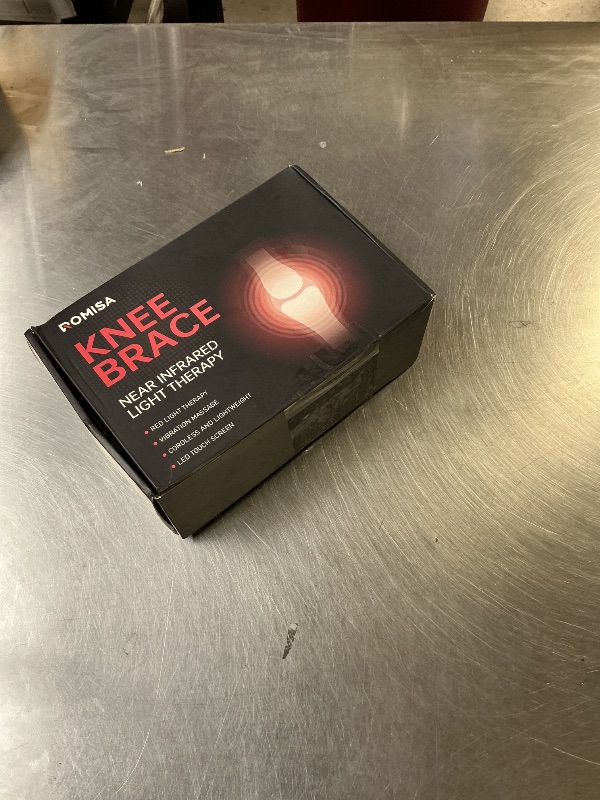 ROMISA
KNEE
BRACE
NEAR INFRARED
LIGHT THERAPY
• RED LIGHT THERAPY
• VIBRATION MASSAGE
• CORDLESS AND LIGHTWEIGHT
• LED TOUCH SCREEN